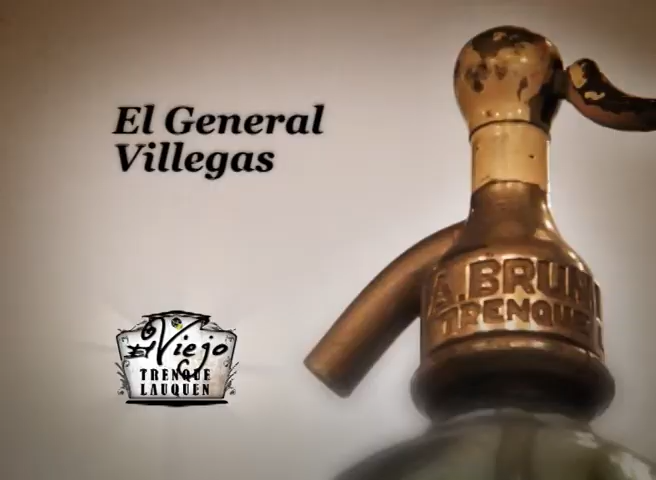 El General
Villegas
El Viejo
TRENQUE
LAUQUEN
A. BRUN
TRENQUE